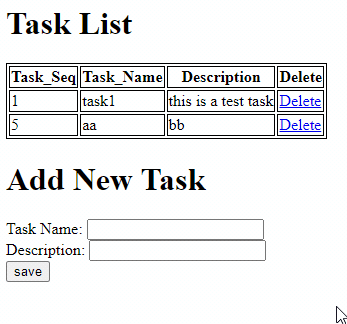 Task List
Task_Seq Task_Name Description Delete
1 task1 this is a test task Delete
5 aa bb Delete
Add New Task
Task Name:
Description:
save